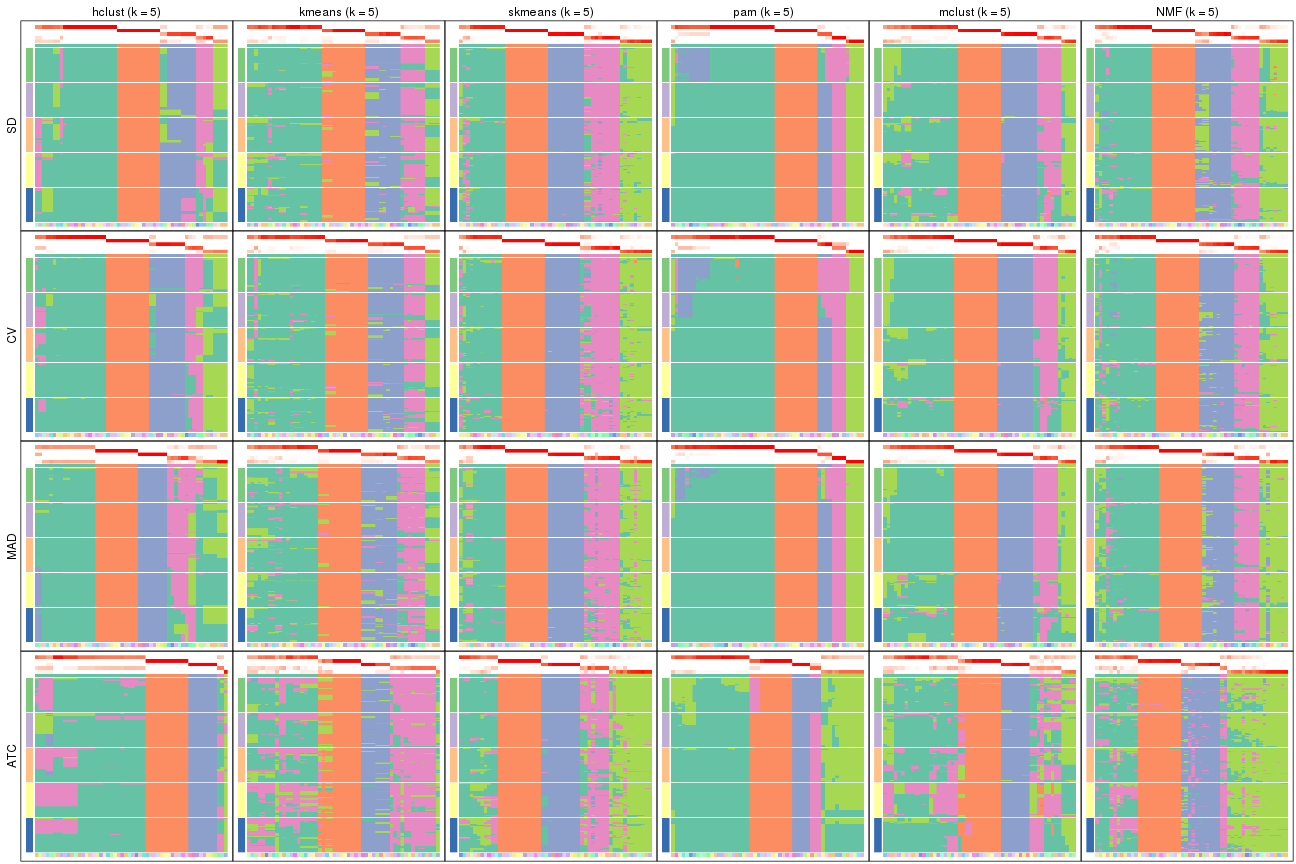 hclust (k = 5) kmeans (k = 5) skmeans (k = 5) pam (k = 5) mclust (k = 5) NMF (k = 5)
SD
CV
MAD
ATC